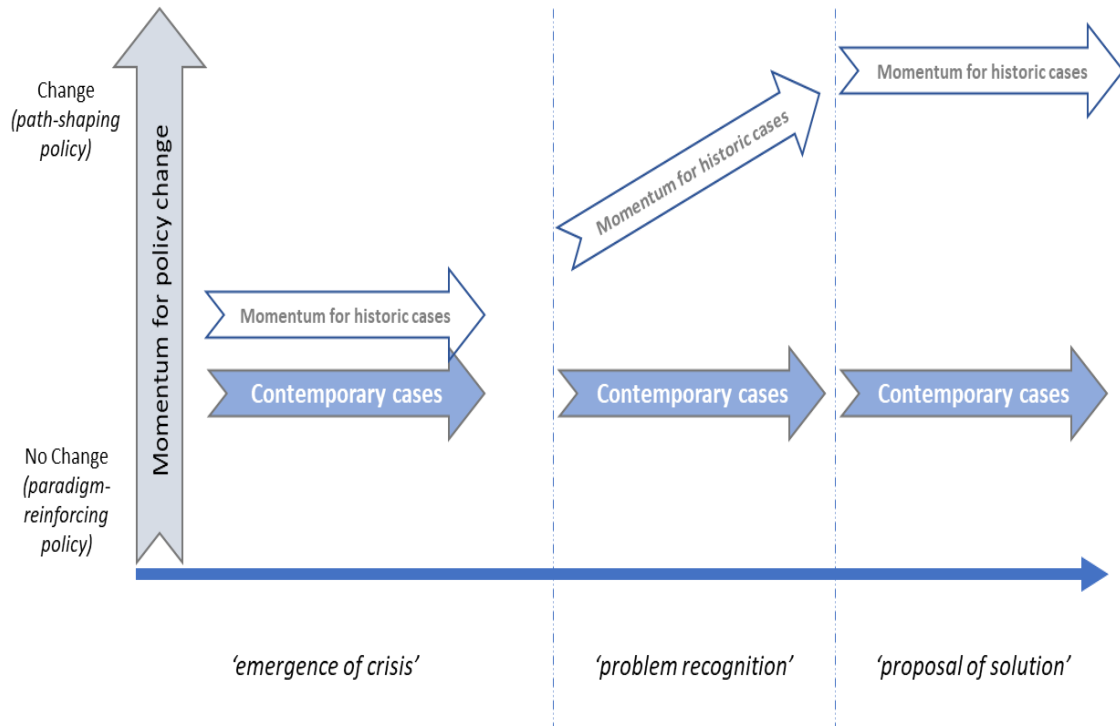 Change
(path-shaping
policy)
Momentum for policy change
No Change
(paradigm-
reinforcing
policy)
Momentum for historic cases
Momentum for historic cases
Momentum for historic cases
Contemporary cases
Contemporary cases
Contemporary cases
‘emergence of crisis’
‘problem recognition’
‘proposal of solution’